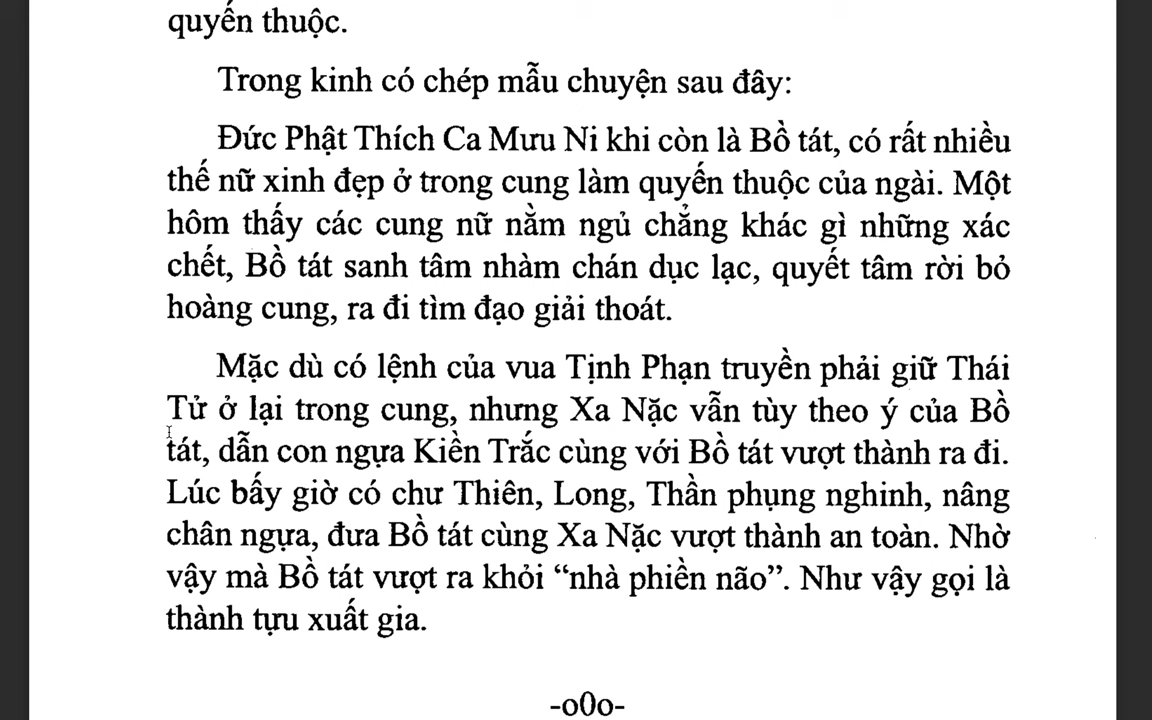 quyến thuộc.
Trong kinh có chép mẫu chuyện sau đây:
Đức Phật Thích Ca Mưu Ni khi còn là Bồ tát, có rất nhiều
thế nữ xinh đẹp ở trong cung làm quyến thuộc của ngài. Một
hôm thấy các cung nữ nằm ngủ chẳng khác gì những xác
chết, Bồ tát sanh tâm nhàm chán dục lạc, quyết tâm rời bỏ
hoàng cung, ra đi tìm đạo giải thoát.
Mặc dù có lệnh của vua Tịnh Phạn truyền phải giữ Thái
Tử ở lại trong cung, nhưng Xa Nặc vẫn tùy theo ý của Bồ
tát, dẫn con ngựa Kiền Trắc cùng với Bồ tát vượt thành ra đi.
Lúc bấy giờ có chư Thiên, Long, Thần phụng nghinh, nâng
chân ngựa, đưa Bồ tát cùng Xa Nặc vượt thành an toàn. Nhờ
vậy mà Bồ tát vượt ra khỏi “nhà phiền não”. Như vậy gọi là
thành tựu xuất gia.
-o0o-